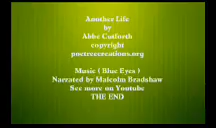 Another Life
by
Abbe Cutforth
copyright
poetreecreations.org
Music ( Blue Eyes )
Narrated by Malcolm Bradshaw
See more on Youtube
THE END